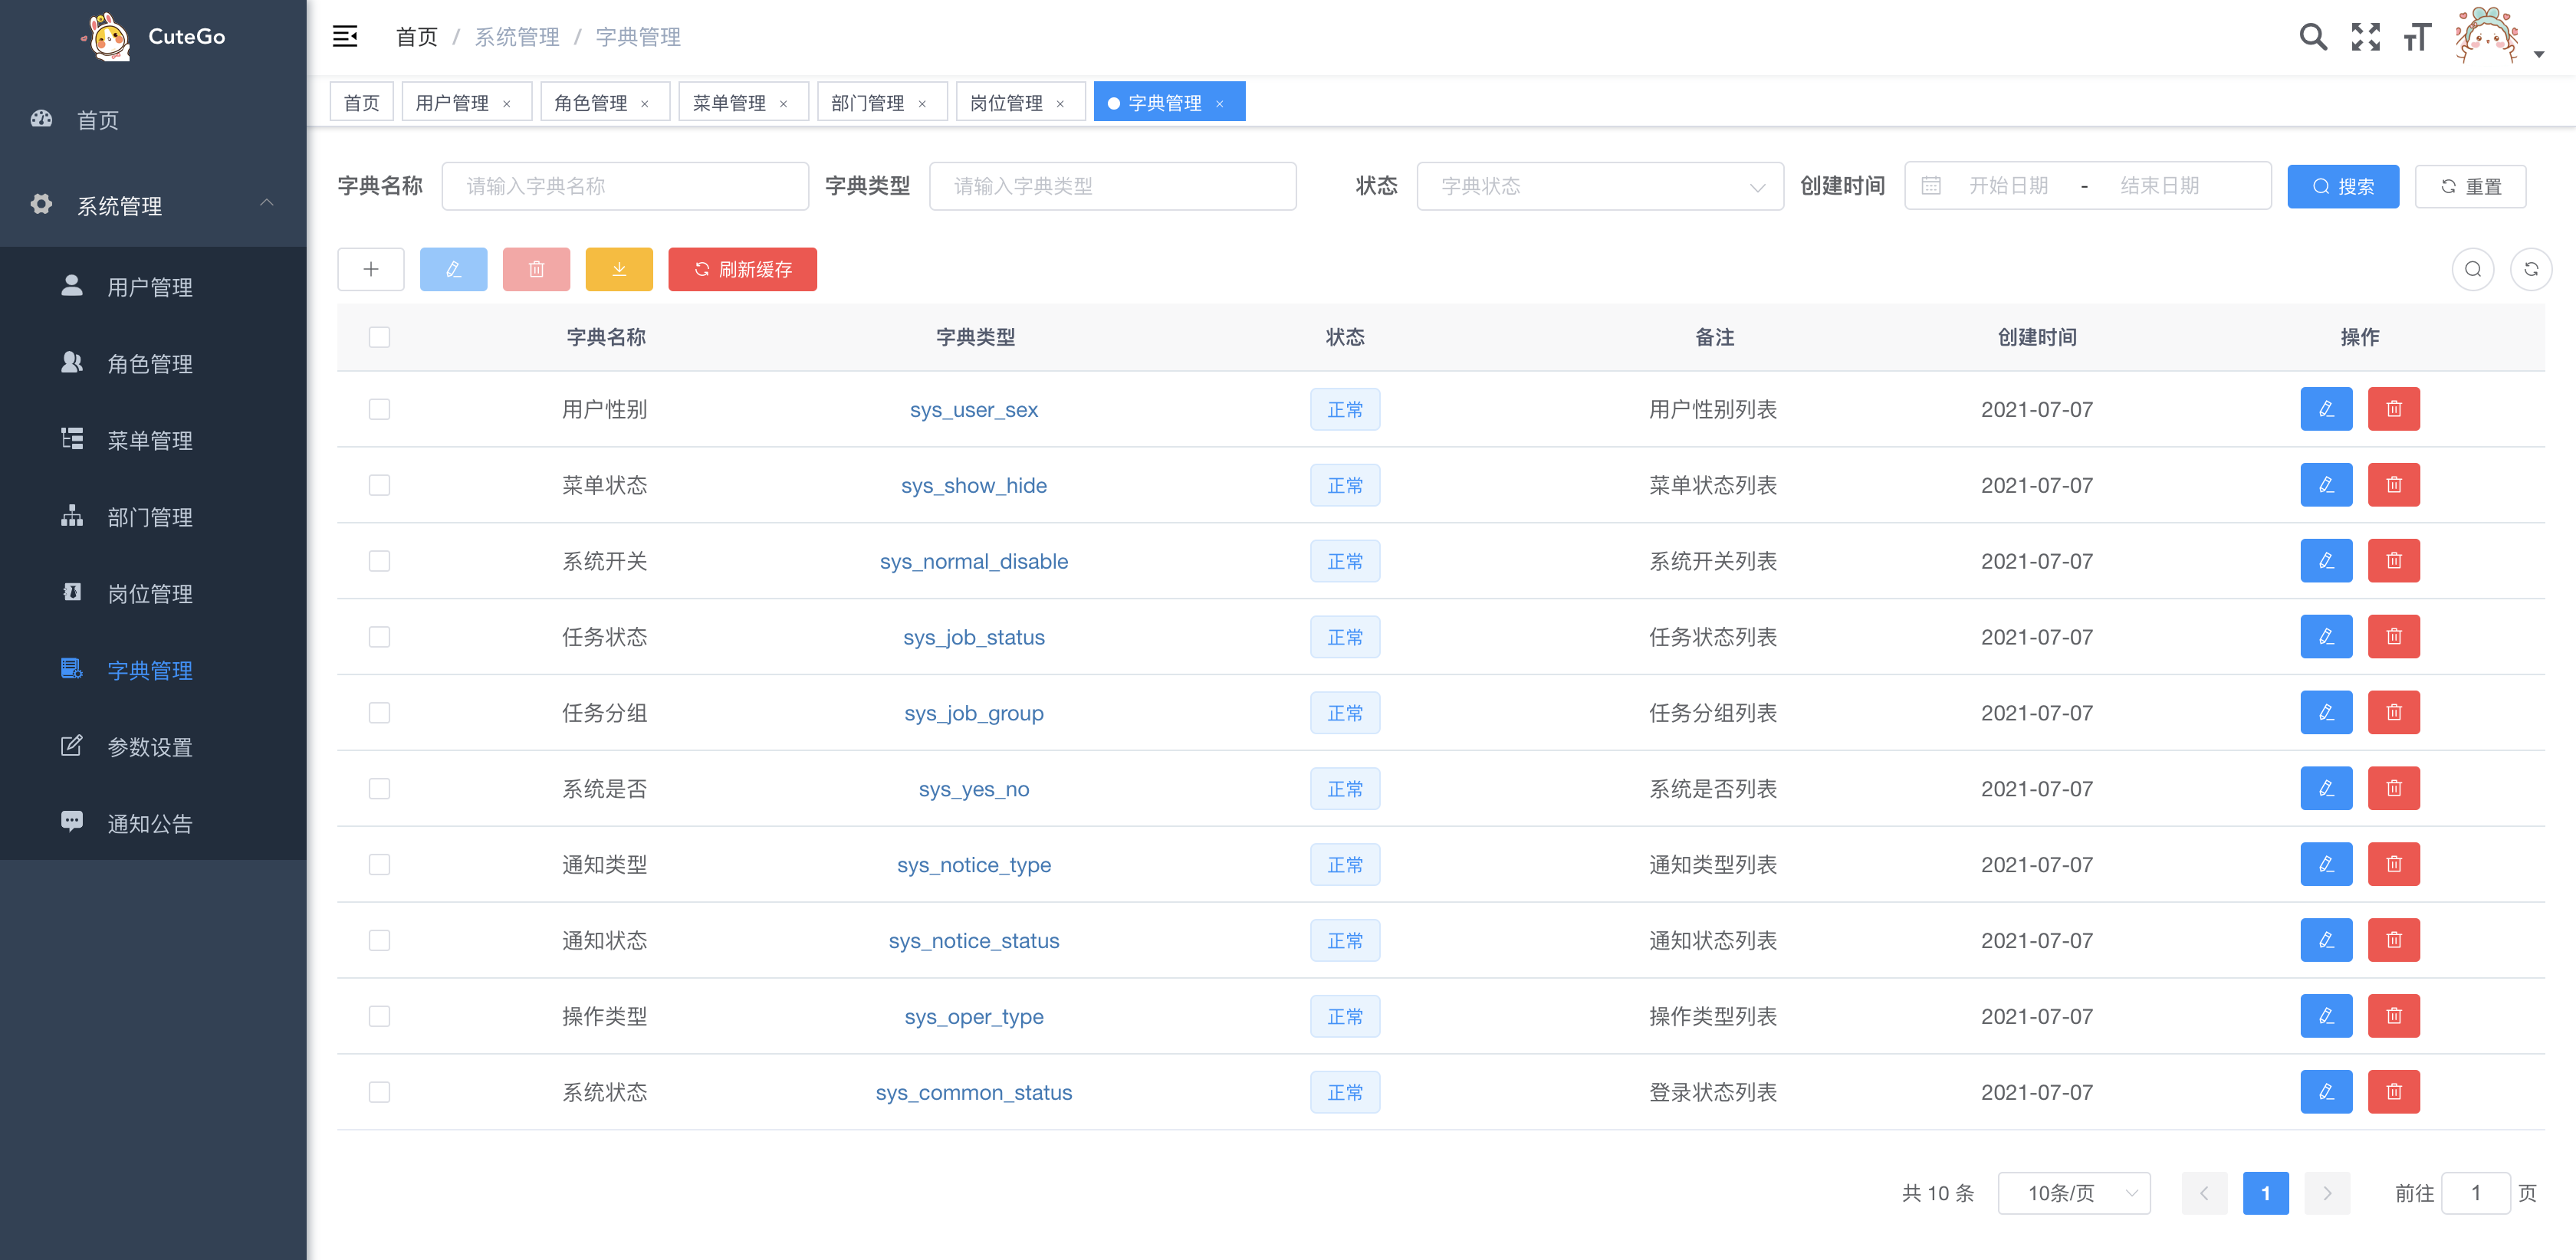 CuteGo
首页
系统管理
用户管理
角色管理
菜单管理
部门管理
岗位管理
字典管理
参数设置
通知公告
首页 / 系统管理 / 字典管理
首页 用户管理 × 角色管理 × 菜单管理 × 部门管理 × 岗位管理 × 字典管理 ×
字典名称 请输入字典名称 字典类型 请输入字典类型 状态 字典状态 创建时间 开始日期 - 结束日期 搜索 重置
刷新缓存
字典名称 字典类型 状态 备注 创建时间 操作
用户性别 sys_user_sex 正常 用户性别列表 2021-07-07
菜单状态 sys_show_hide 正常 菜单状态列表 2021-07-07
系统开关 sys_normal_disable 正常 系统开关列表 2021-07-07
任务状态 sys_job_status 正常 任务状态列表 2021-07-07
任务分组 sys_job_group 正常 任务分组列表 2021-07-07
系统是否 sys_yes_no 正常 系统是否列表 2021-07-07
通知类型 sys_notice_type 正常 通知类型列表 2021-07-07
通知状态 sys_notice_status 正常 通知状态列表 2021-07-07
操作类型 sys_oper_type 正常 操作类型列表 2021-07-07
系统状态 sys_common_status 正常 登录状态列表 2021-07-07
共 10 条 10条/页 1 前往 1 页